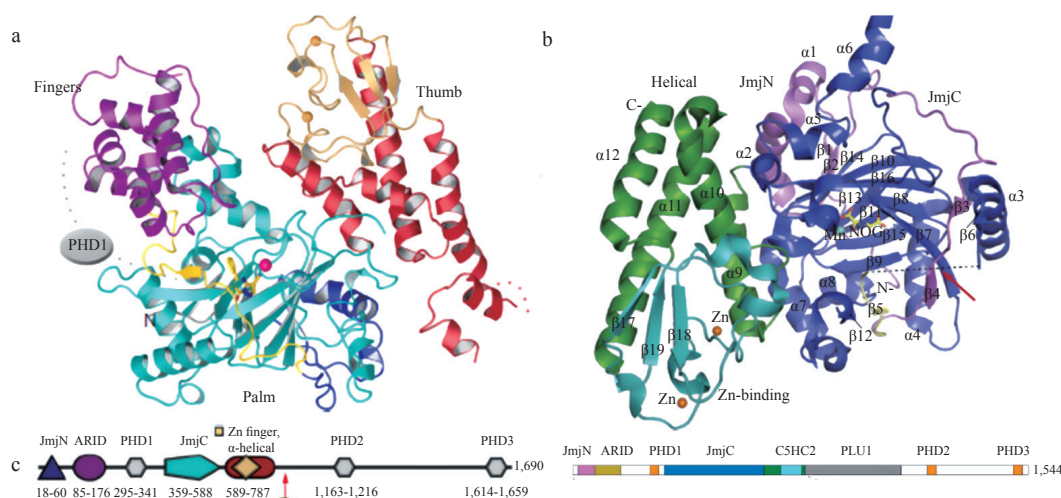 a
Fingers
Thumb
PHD1
N
Palm
b
α6
α1
Helical
JmjN
JmjC
C-
α5
α12
α2
β1
β14
β2
β10
β16
α10
α11
β13
β8
α3
β11
β3
Mn
NOG
β15
β7
β6
α9
β9
N-
α8
β4
α7
β5
Zn
β17
β18
β12
α4
β19
Zn
Zn-binding
c
JmjN ARID PHD1 JmjC Zn finger, α-helical PHD2 PHD3
1,690
18-60 85-176 295-341 359-588 589-787 1,163-1,216 1,614-1,659
JmjN ARID PHD1 JmjC C5HC2 PLU1 PHD2 PHD3
1,544